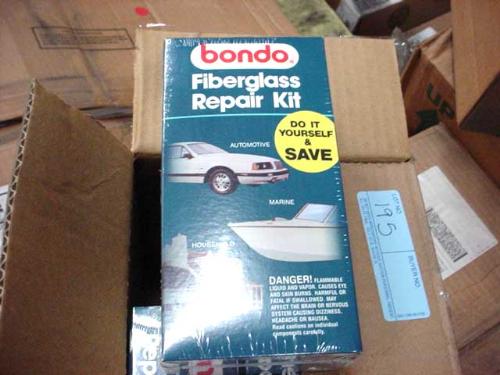 bondo
Fiberglass
Repair Kit
DO IT
YOURSELF
&
SAVE
AUTOMOTIVE
MARINE
HOUSEHOLD
DANGER! FLAMMABLE
LIQUID AND VAPOR. CAUSES EYE
AND SKIN BURNS. HARMFUL OR
FATAL IF SWALLOWED. MAY
AFFECT THE BRAIN OR NERVOUS
SYSTEM CAUSING DIZZINESS,
HEADACHE OR NAUSEA.
Read cautions on individual
components carefully.
LOT NO.
195
BUYER NO.
UP